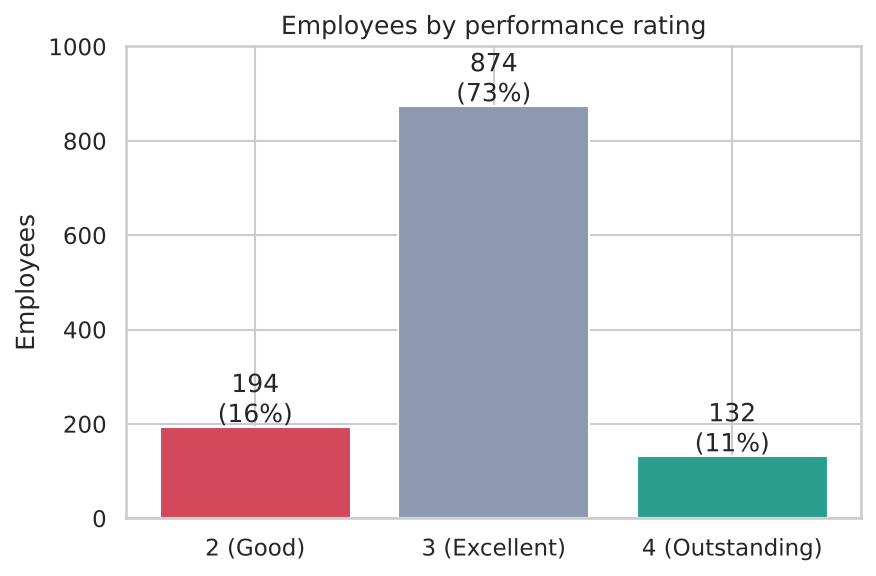 Employees by performance rating
1000
800
600
400
200
0
Employees
194
(16%)
874
(73%)
132
(11%)
2 (Good)
3 (Excellent)
4 (Outstanding)